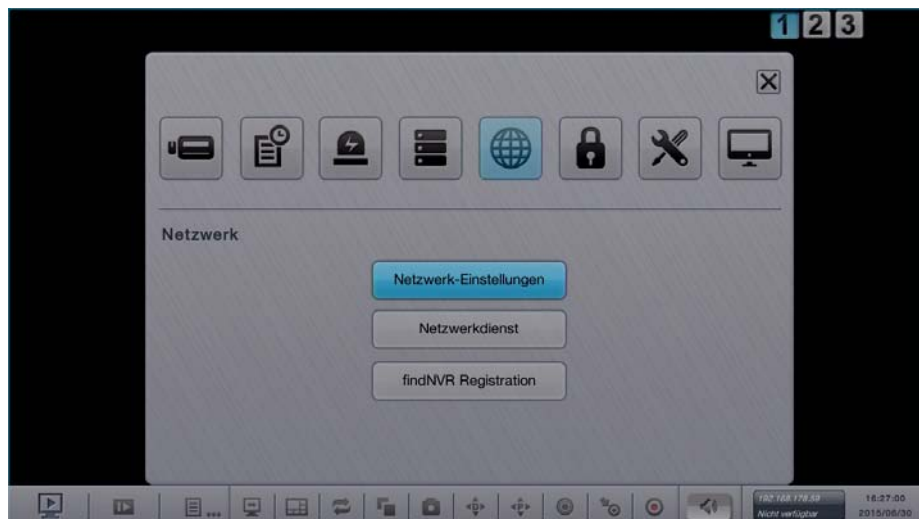 1 2 3
Netzwerk
Netzwerk-Einstellungen
Netzwerkdienst
findNVR Registration
192.168.178.59 16:27:00
Nicht verfügbar 2015/06/30